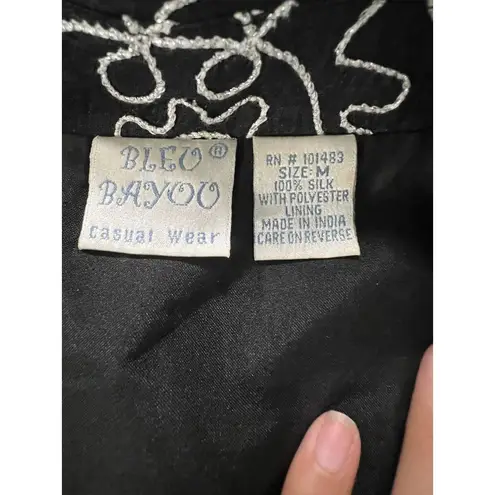 BLEU ®
BAYOU
casual wear
RN # 101483
SIZE: M
100% SILK
WITH POLYESTER
LINING
MADE IN INDIA
CARE ON REVERSE